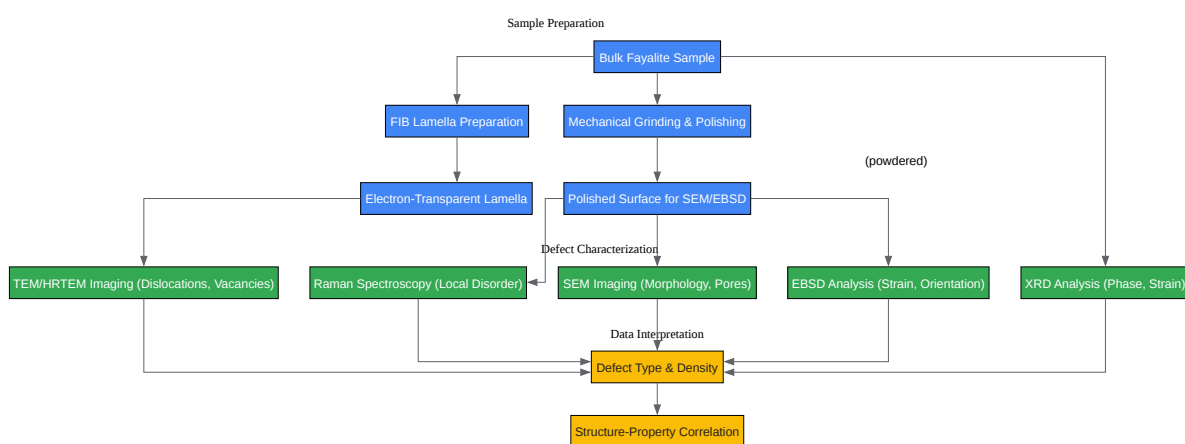 Sample Preparation
Bulk Fayalite Sample
FIB Lamella Preparation
Mechanical Grinding & Polishing
(powdered)
Electron-Transparent Lamella
Polished Surface for SEM/EBSD
Defect Characterization
TEM/HRTEM Imaging (Dislocations, Vacancies)
Raman Spectroscopy (Local Disorder)
SEM Imaging (Morphology, Pores)
EBSD Analysis (Strain, Orientation)
XRD Analysis (Phase, Strain)
Data Interpretation
Defect Type & Density
Structure-Property Correlation